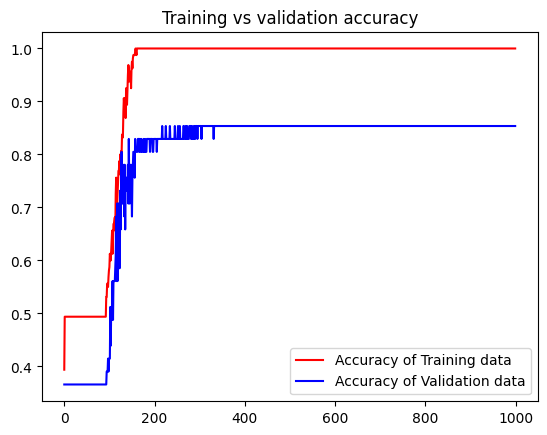 Training vs validation accuracy
1.0
0.9
0.8
0.7
0.6
0.5
0.4
Accuracy of Training data
Accuracy of Validation data
0 200 400 600 800 1000